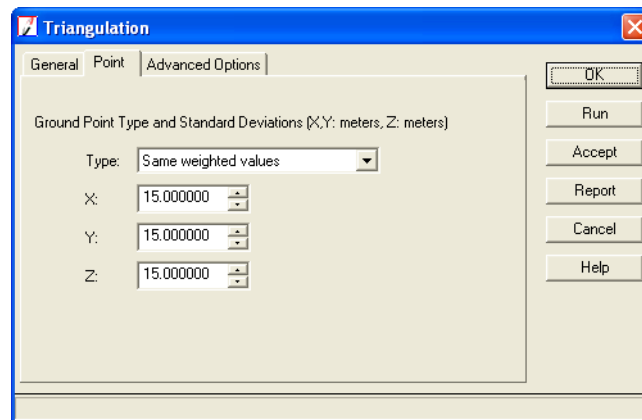 Triangulation
General Point Advanced Options
Ground Point Type and Standard Deviations (X,Y: meters, Z: meters)
Type: Same weighted values
X: 15.000000
Y: 15.000000
Z: 15.000000
OK
Run
Accept
Report
Cancel
Help